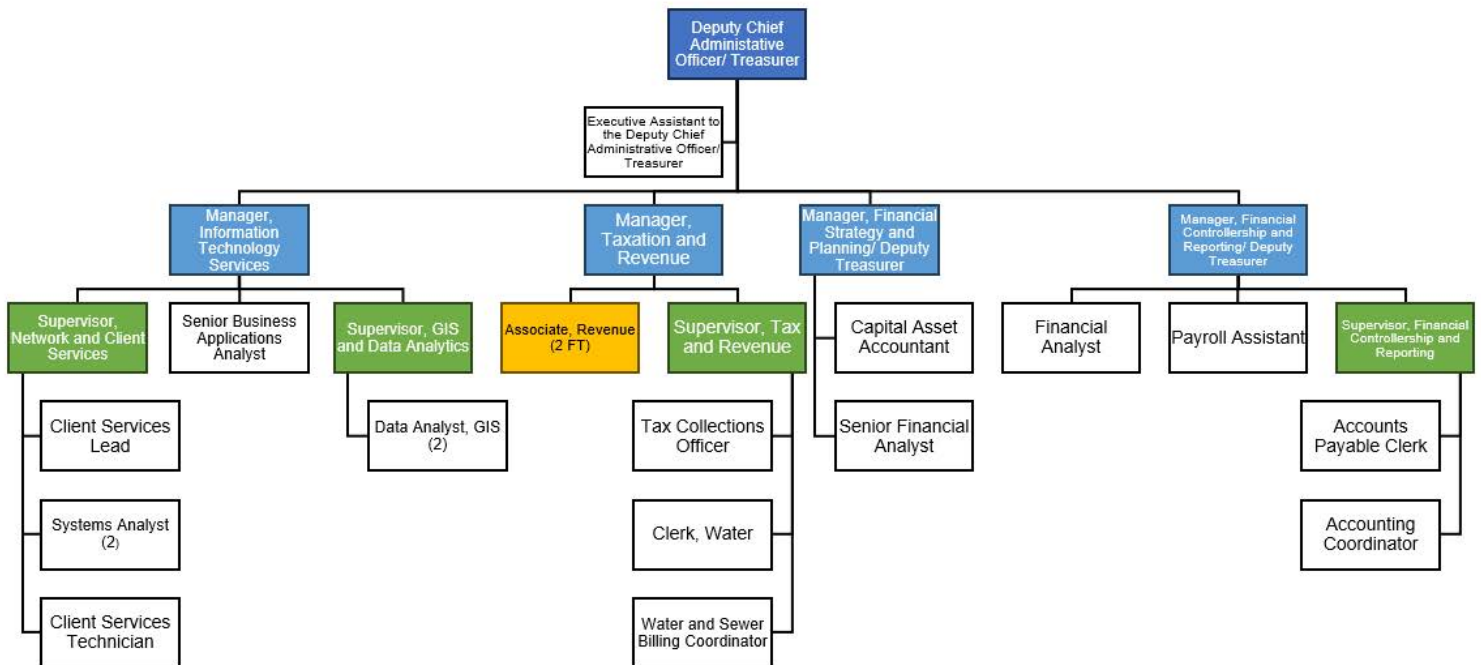 Deputy Chief
Administative
Officer/ Treasurer
Executive Assistant to
the Deputy Chief
Administrative Officer/
Treasurer
Manager,
Information
Technology
Services
Manager,
Taxation and
Revenue
Manager, Financial
Strategy and
Planning/ Deputy
Treasurer
Manager, Financial
Controllership and
Reporting/ Deputy
Treasurer
Supervisor,
Network and Client
Services
Senior Business
Applications
Analyst
Supervisor, GIS
and Data Analytics
Associate, Revenue
(2 FT)
Supervisor, Tax
and Revenue
Capital Asset
Accountant
Financial
Analyst
Payroll Assistant
Supervisor, Financial
Controllership and
Reporting
Client Services
Lead
Data Analyst, GIS
(2)
Tax Collections
Officer
Senior Financial
Analyst
Accounts
Payable Clerk
Systems Analyst
(2)
Clerk, Water
Accounting
Coordinator
Client Services
Technician
Water and Sewer
Billing Coordinator